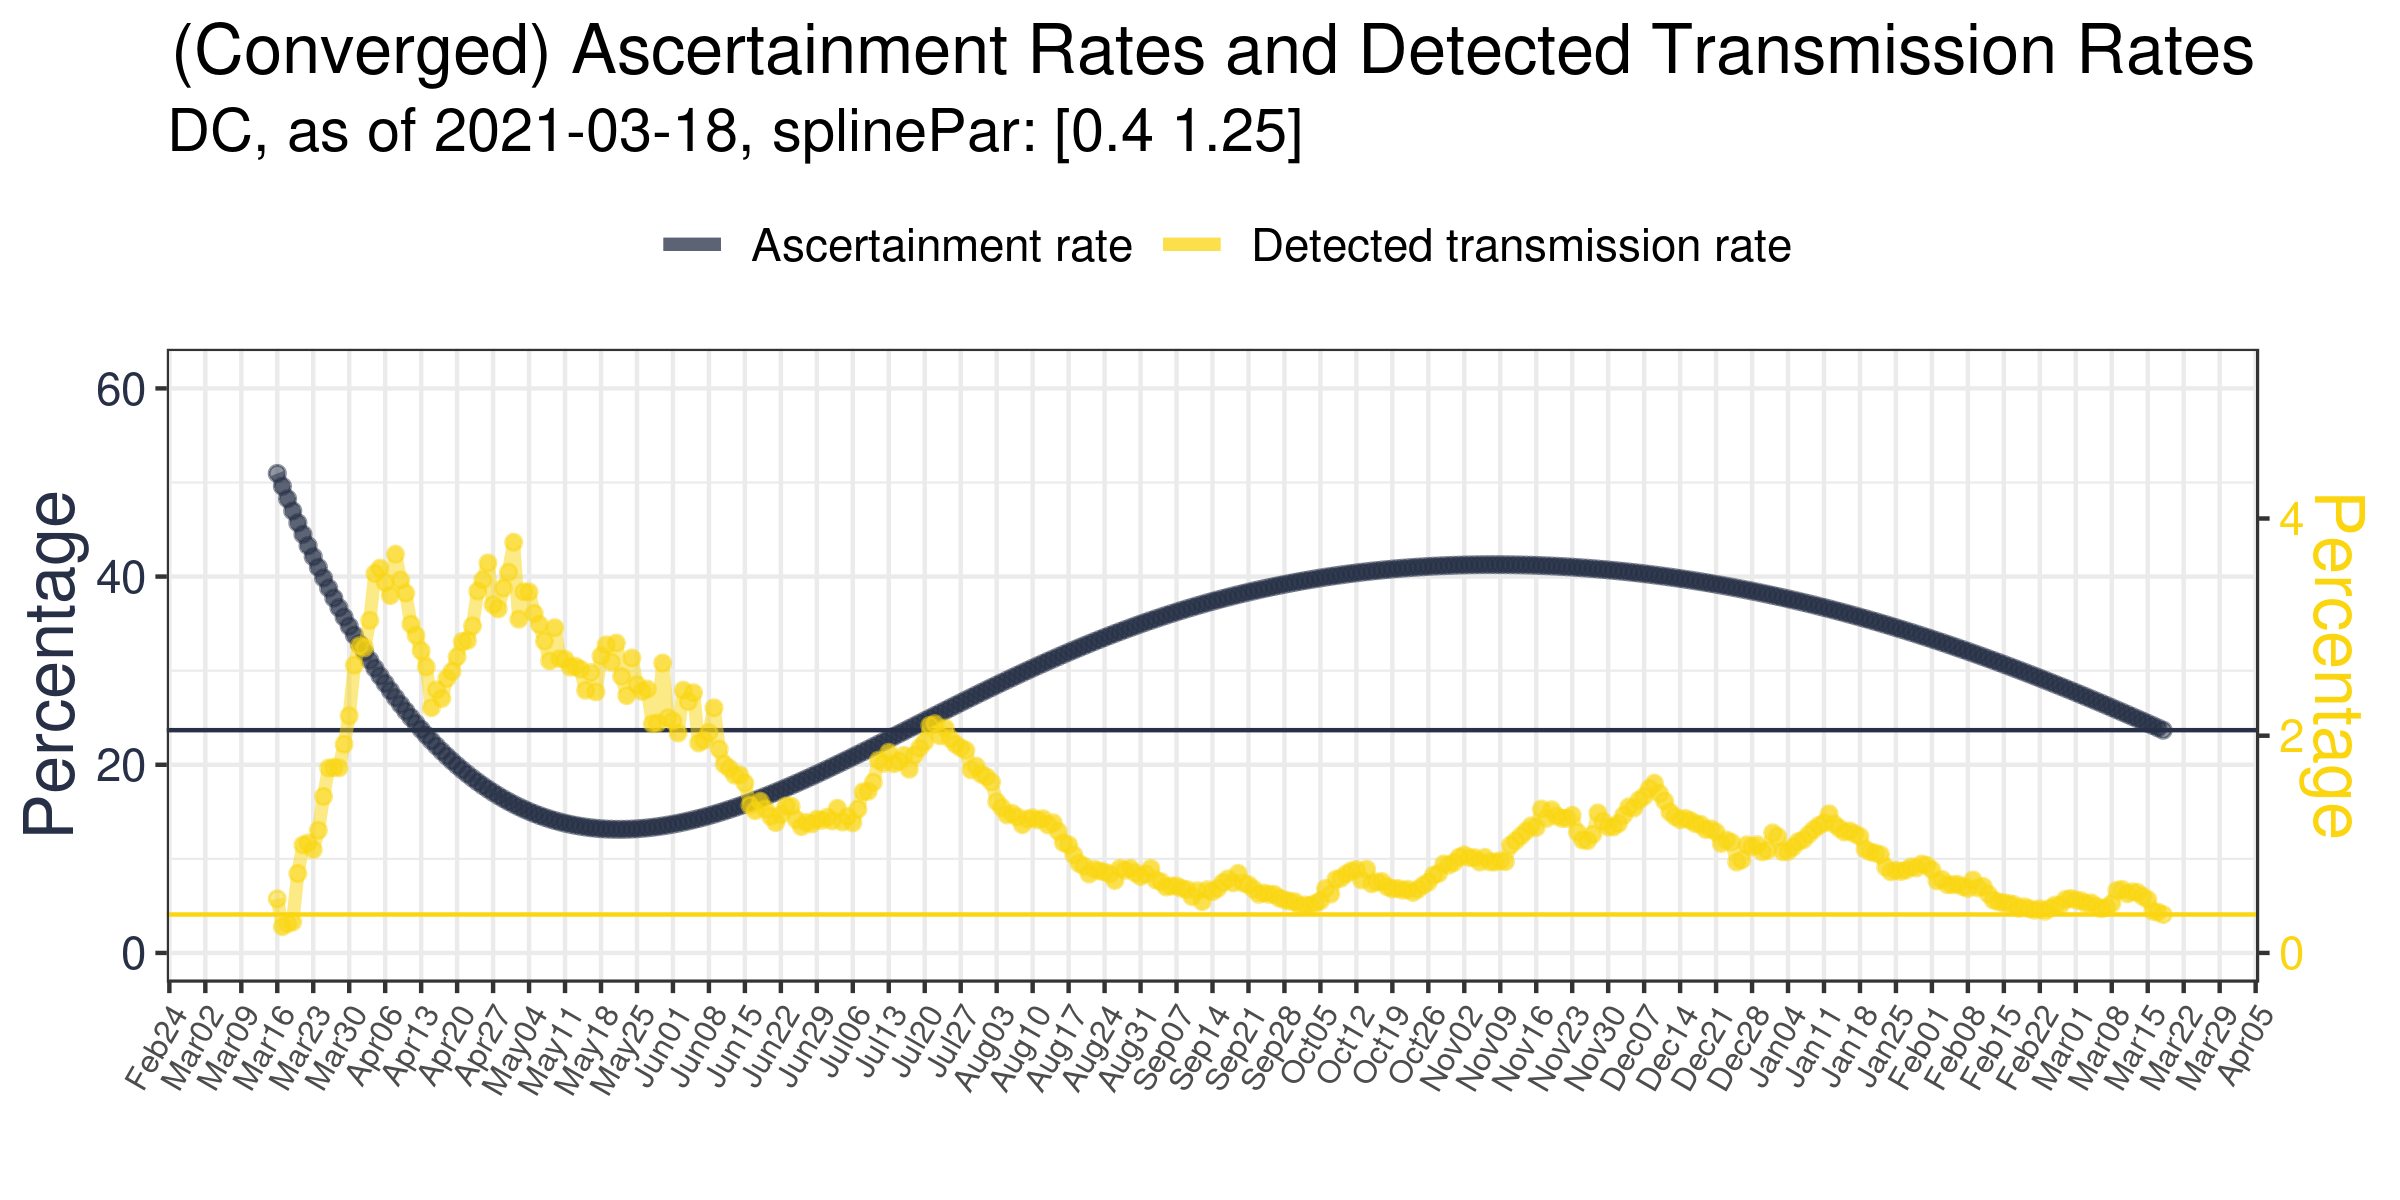 (Converged) Ascertainment Rates and Detected Transmission Rates
DC, as of 2021-03-18, splinePar: [0.4 1.25]
Ascertainment rate Detected transmission rate
Percentage
60
40
20
0
4
2
0
Percentage
Feb24 Mar02 Mar09 Mar16 Mar23 Mar30 Apr06 Apr13 Apr20 Apr27 May04 May11 May18 May25 Jun01 Jun08 Jun15 Jun22 Jun29 Jul06 Jul13 Jul20 Jul27 Aug03 Aug10 Aug17 Aug24 Aug31 Sep07 Sep14 Sep21 Sep28 Oct05 Oct12 Oct19 Oct26 Nov02 Nov09 Nov16 Nov23 Nov30 Dec07 Dec14 Dec21 Dec28 Jan04 Jan11 Jan18 Jan25 Feb01 Feb08 Feb15 Feb22 Mar01 Mar08 Mar15 Mar22 Mar29 Apr05